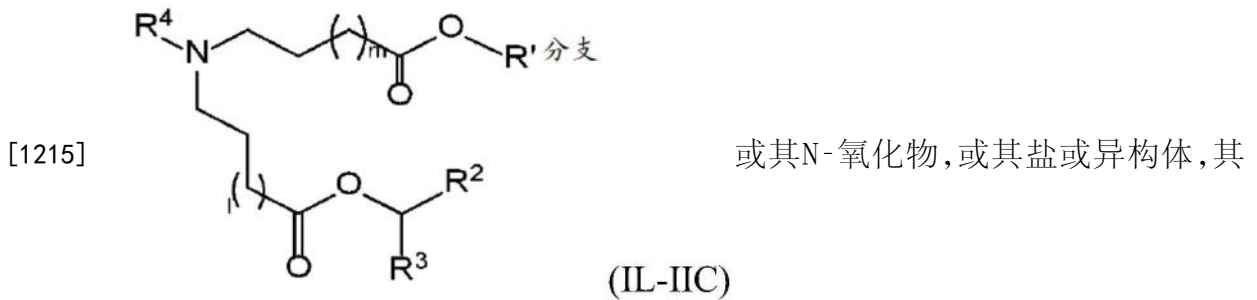 R⁴
N
( )m
O
O
R' 分支
[1215]
l( )
O
O
R²
R³
或其N-氧化物,或其盐或异构体,其
(IL-IIC)